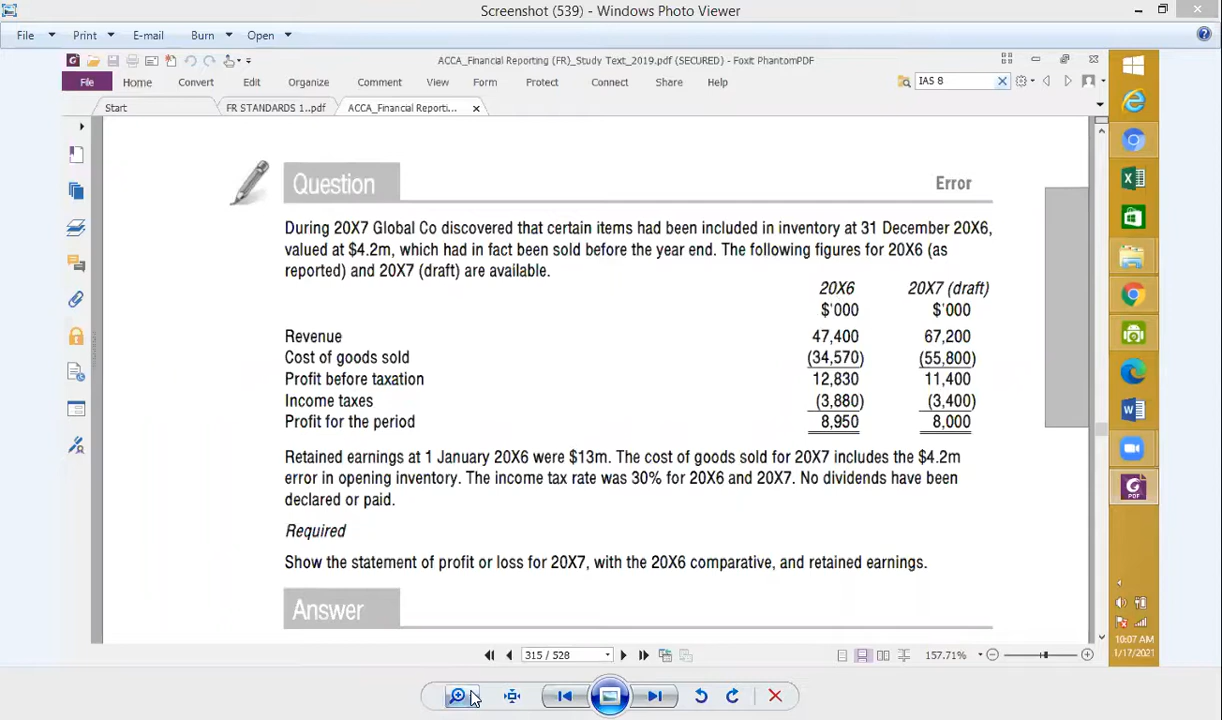 Screenshot (539) - Windows Photo Viewer
File Print E-mail Burn Open
ACCA_Financial Reporting (FR)_Study Text_2019.pdf (SECURED) - Foxit PhantomPDF
File Home Convert Edit Organize Comment View Form Protect Connect Share Help IAS 8
Start FR STANDARDS 1..pdf ACCA_Financial Reporti...
Question Error
During 20X7 Global Co discovered that certain items had been included in inventory at 31 December 20X6,
valued at $4.2m, which had in fact been sold before the year end. The following figures for 20X6 (as
reported) and 20X7 (draft) are available.
20X6 20X7 (draft)
$'000 $'000
Revenue 47,400 67,200
Cost of goods sold (34,570) (55,800)
Profit before taxation 12,830 11,400
Income taxes (3,880) (3,400)
Profit for the period 8,950 8,000
Retained earnings at 1 January 20X6 were $13m. The cost of goods sold for 20X7 includes the $4.2m
error in opening inventory. The income tax rate was 30% for 20X6 and 20X7. No dividends have been
declared or paid.
Required
Show the statement of profit or loss for 20X7, with the 20X6 comparative, and retained earnings.
Answer
315 / 528 157.71%
10:07 AM
1/17/2021